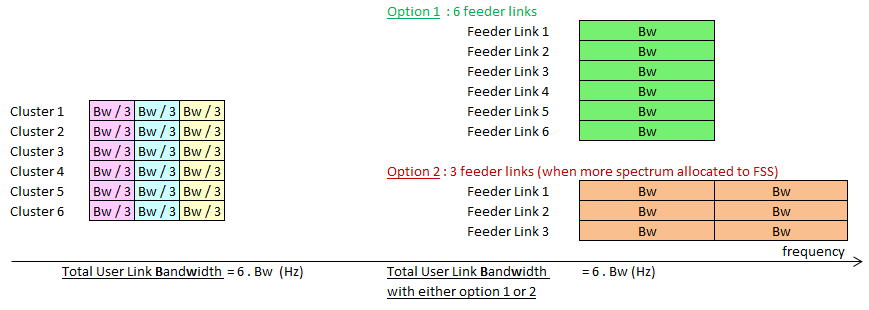 Option 1 : 6 feeder links
Feeder Link 1 Bw
Feeder Link 2 Bw
Feeder Link 3 Bw
Feeder Link 4 Bw
Feeder Link 5 Bw
Feeder Link 6 Bw
Cluster 1 Bw / 3 Bw / 3 Bw / 3
Cluster 2 Bw / 3 Bw / 3 Bw / 3
Cluster 3 Bw / 3 Bw / 3 Bw / 3
Cluster 4 Bw / 3 Bw / 3 Bw / 3
Cluster 5 Bw / 3 Bw / 3 Bw / 3
Cluster 6 Bw / 3 Bw / 3 Bw / 3
Option 2 : 3 feeder links (when more spectrum allocated to FSS)
Feeder Link 1 Bw Bw
Feeder Link 2 Bw Bw
Feeder Link 3 Bw Bw
frequency
Total User Link Bandwidth = 6 . Bw (Hz)
Total User Link Bandwidth = 6 . Bw (Hz)
with either option 1 or 2